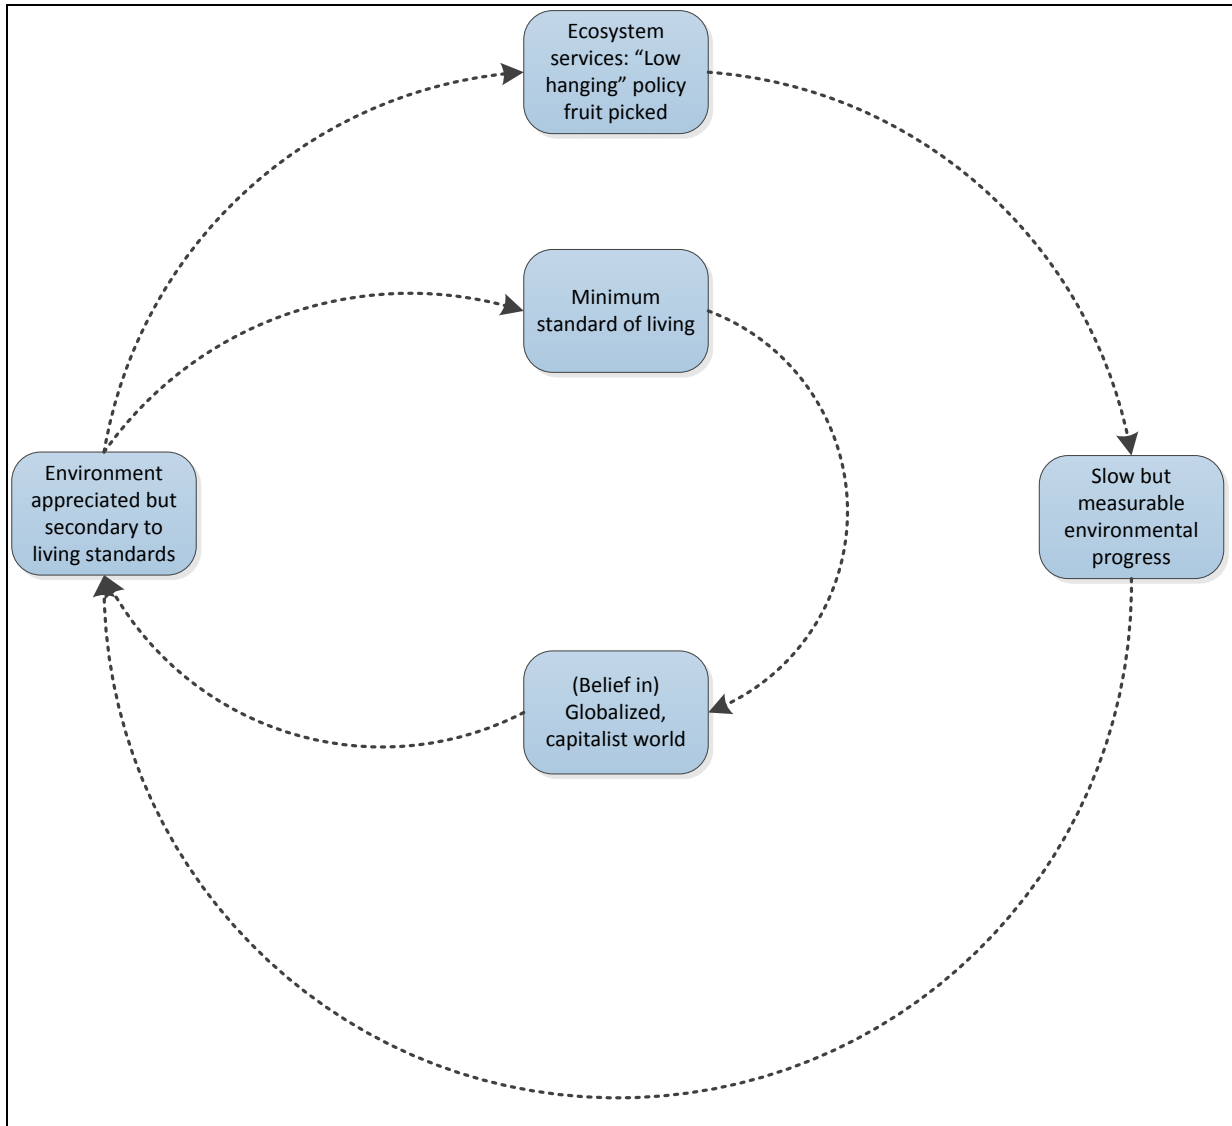 Ecosystem
services: “Low
hanging” policy
fruit picked
Minimum
standard of living
Environment
appreciated but
secondary to
living standards
Slow but
measurable
environmental
progress
(Belief in)
Globalized,
capitalist world